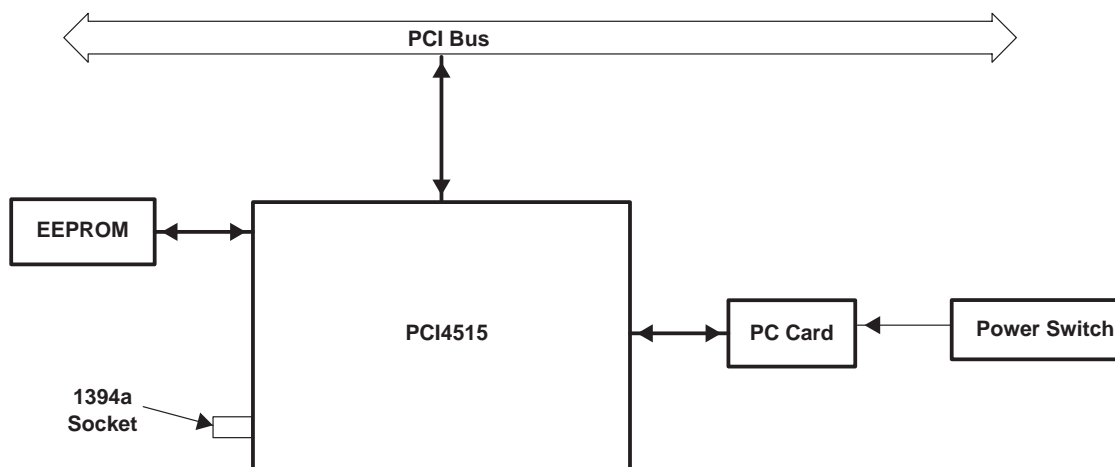 PCI Bus
EEPROM
PCI4515
PC Card
Power Switch
1394a
Socket